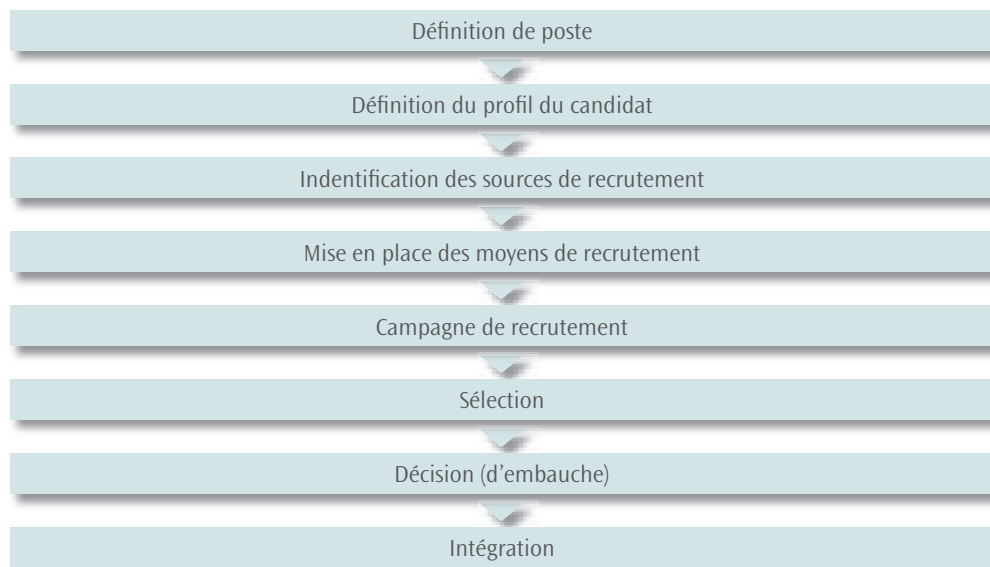 Définition de poste
Définition du profil du candidat
Indentification des sources de recrutement
Mise en place des moyens de recrutement
Campagne de recrutement
Sélection
Décision (d’embauche)
Intégration